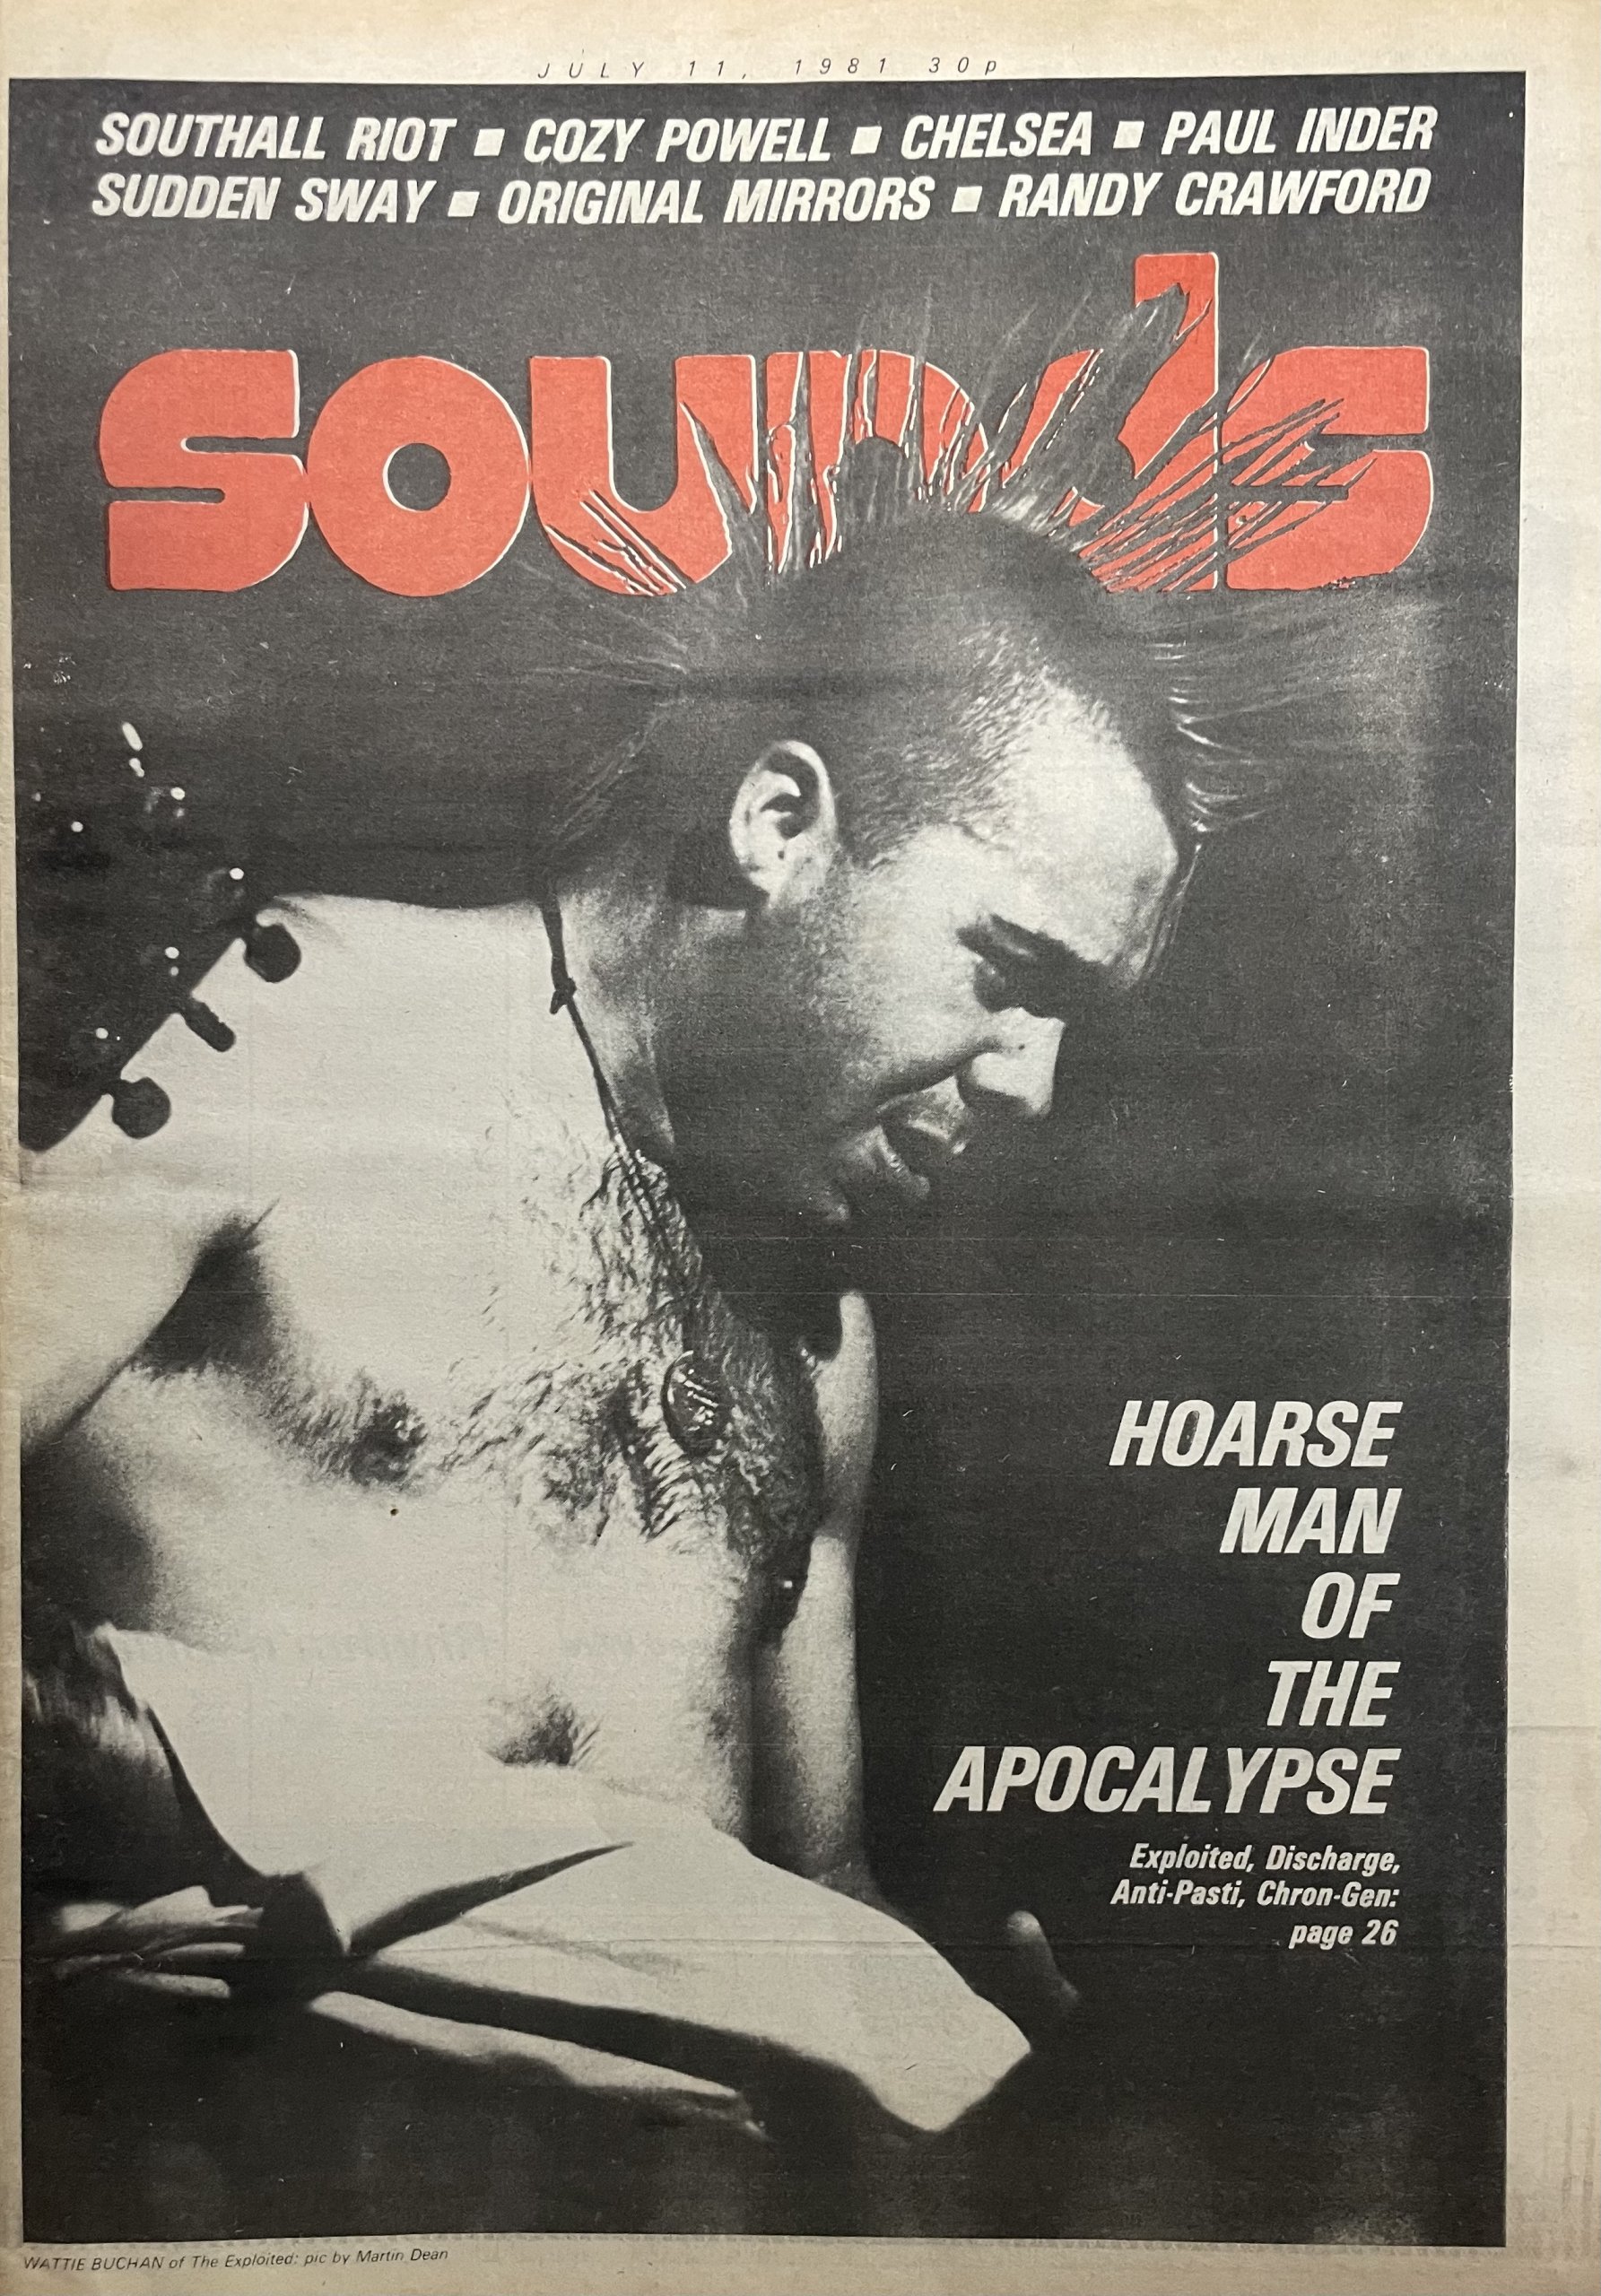 JULY 11, 1981 30p
SOUTHALL RIOT ■ COZY POWELL ■ CHELSEA ■ PAUL INDER
SUDDEN SWAY ■ ORIGINAL MIRRORS ■ RANDY CRAWFORD
SOUNDS
HOARSE
MAN
OF
THE
APOCALYPSE
Exploited, Discharge,
Anti-Pasti, Chron-Gen:
page 26
WATTIE BUCHAN of The Exploited: pic by Martin Dean